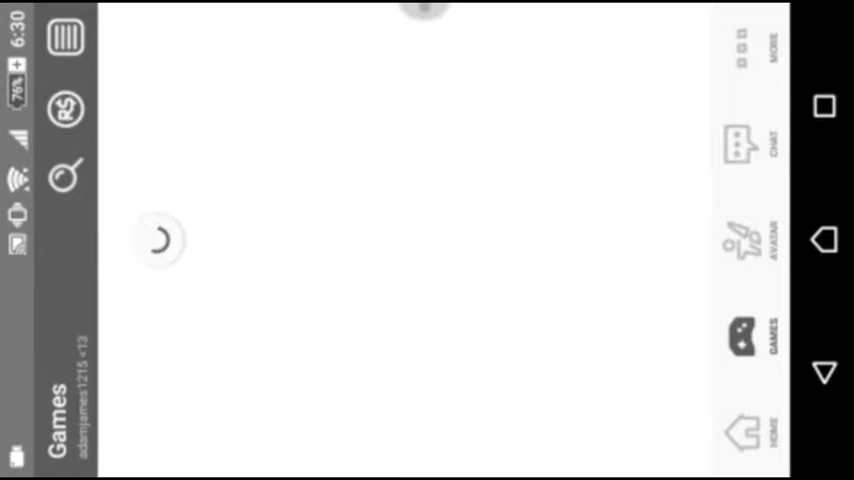 76% 6:30
Games
adamjames1215 <13
R$
HOME
GAMES
AVATAR
CHAT
MORE